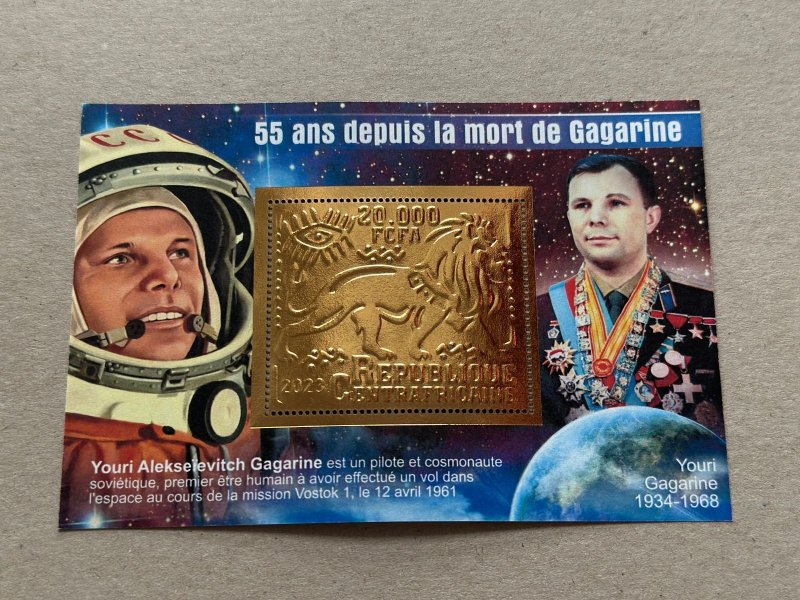 55 ans depuis la mort de Gagarine
CCC
20.000
FCFA
2023
REPUBLIQUE
CENTRAFRICAINE
Youri Alekseïevitch Gagarine est un pilote et cosmonaute
soviétique, premier être humain à avoir effectué un vol dans
l'espace au cours de la mission Vostok 1, le 12 avril 1961
Youri
Gagarine
1934-1968